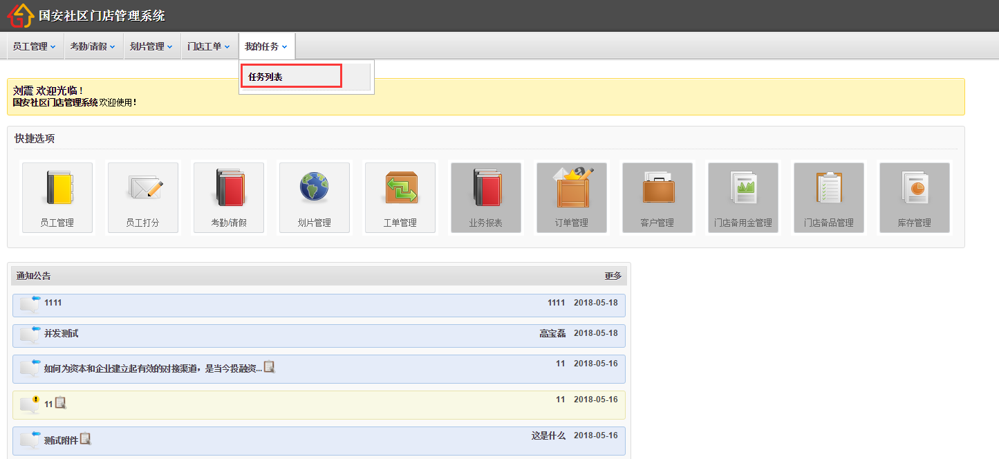 国安社区门店管理系统
员工管理 考勤/请假 划片管理 门店工单 我的任务
任务列表
刘震 欢迎光临！
国安社区门店管理系统 欢迎使用！
快捷选项
员工管理 员工打分 考勤/请假 划片管理 工单管理 业务报表 订单管理 客户管理 门店备用金管理 门店备品管理 库存管理
通知公告 更多
1111 1111 2018-05-18
并发测试 高宝磊 2018-05-18
如何为资本和企业建立起有效的对接渠道，是当今投融资... 11 2018-05-16
11 11 2018-05-16
测试附件 这是什么 2018-05-16